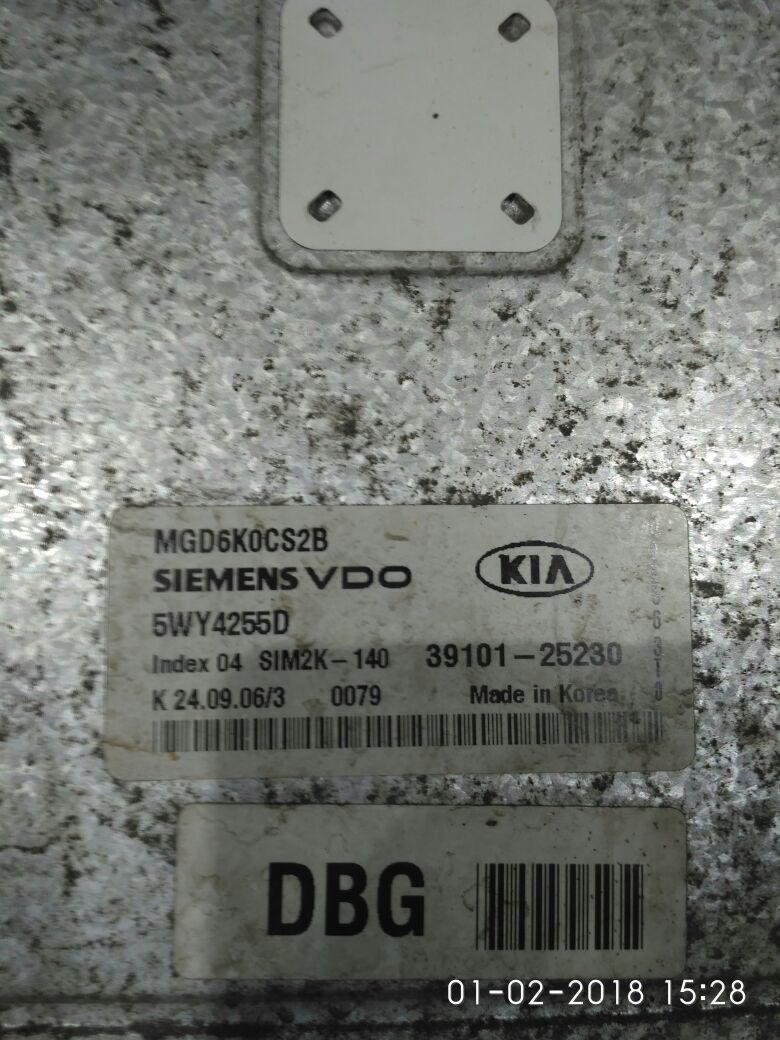 MGD6K0CS2B
SIEMENS VDO
KIA
5WY4255D
Index 04 SIM2K-140 39101-25230
K 24.09.06/3 0079 Made in Korea
DBG
01-02-2018 15:28